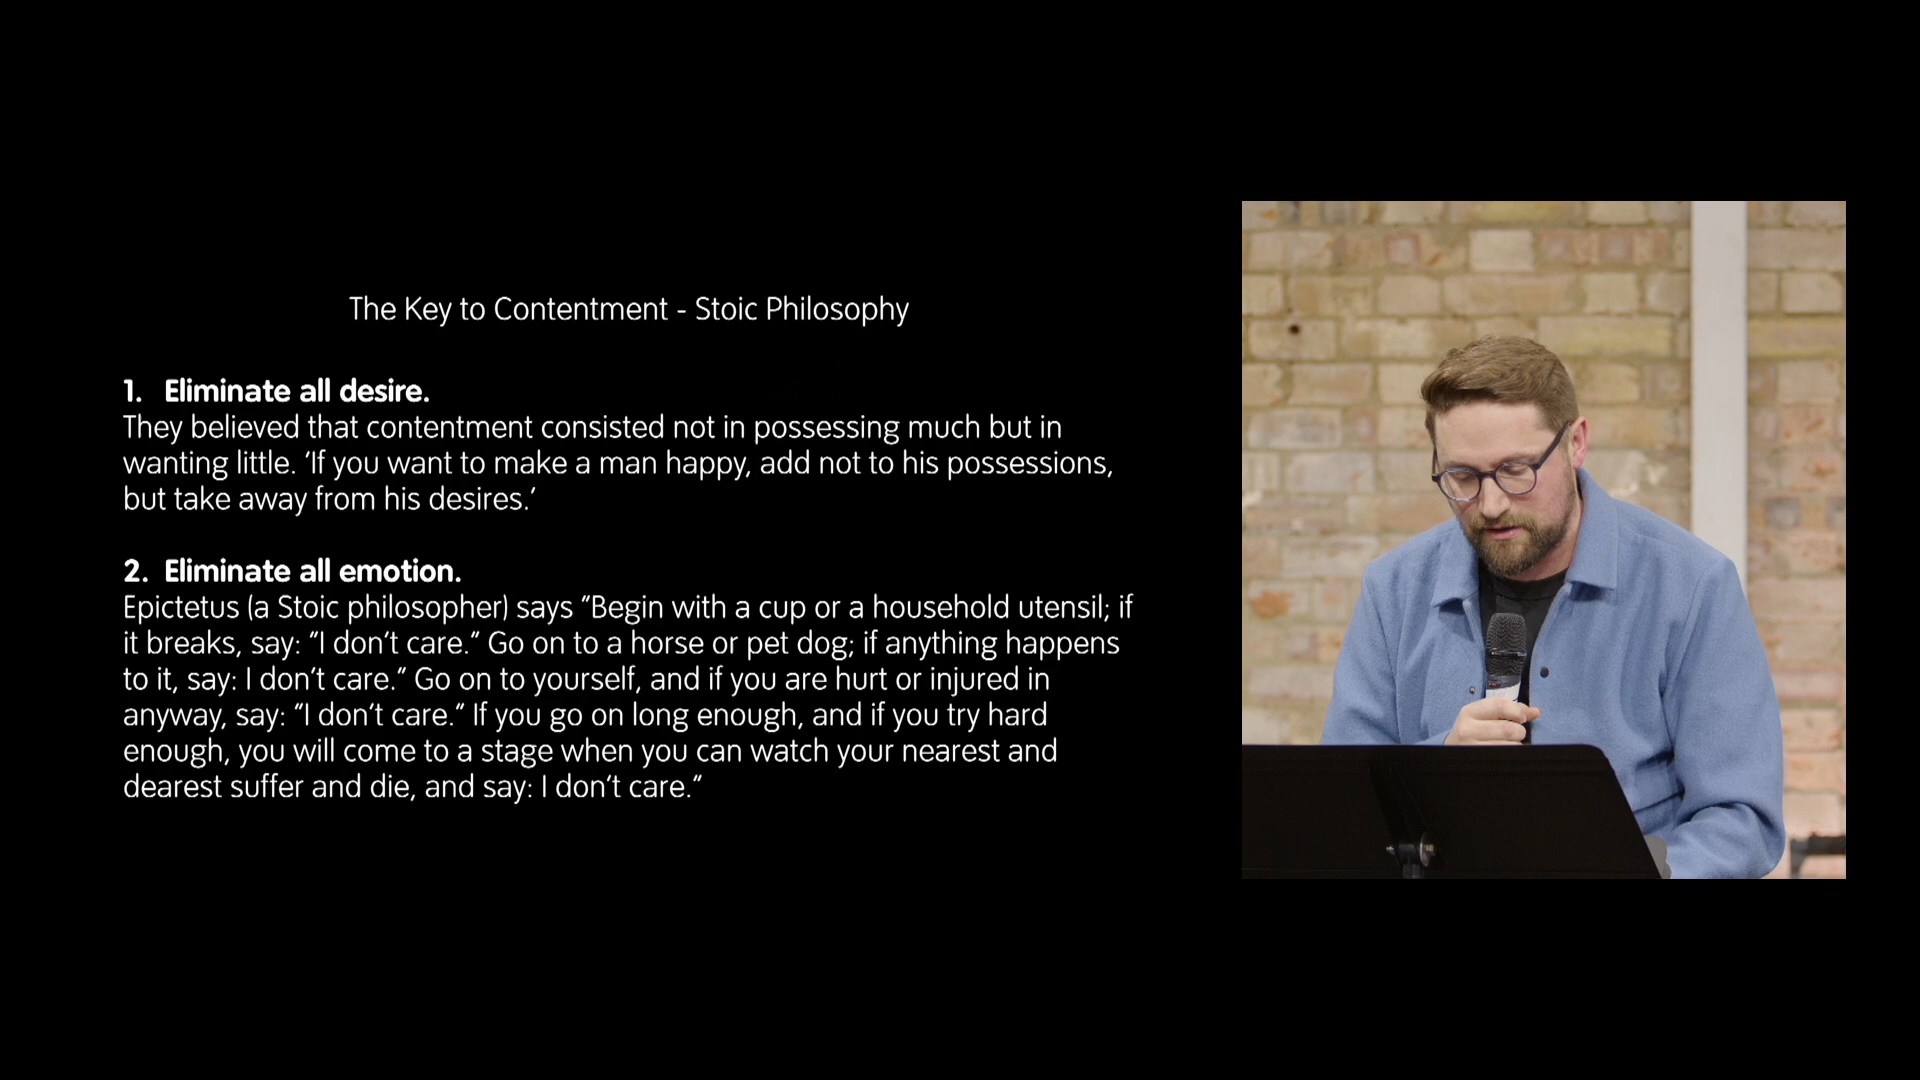 The Key to Contentment - Stoic Philosophy
1. Eliminate all desire.
They believed that contentment consisted not in possessing much but in
wanting little. ‘If you want to make a man happy, add not to his possessions,
but take away from his desires.’
2. Eliminate all emotion.
Epictetus (a Stoic philosopher) says “Begin with a cup or a household utensil; if
it breaks, say: “I don’t care.” Go on to a horse or pet dog; if anything happens
to it, say: I don’t care.” Go on to yourself, and if you are hurt or injured in
anyway, say: “I don’t care.” If you go on long enough, and if you try hard
enough, you will come to a stage when you can watch your nearest and
dearest suffer and die, and say: I don’t care.”